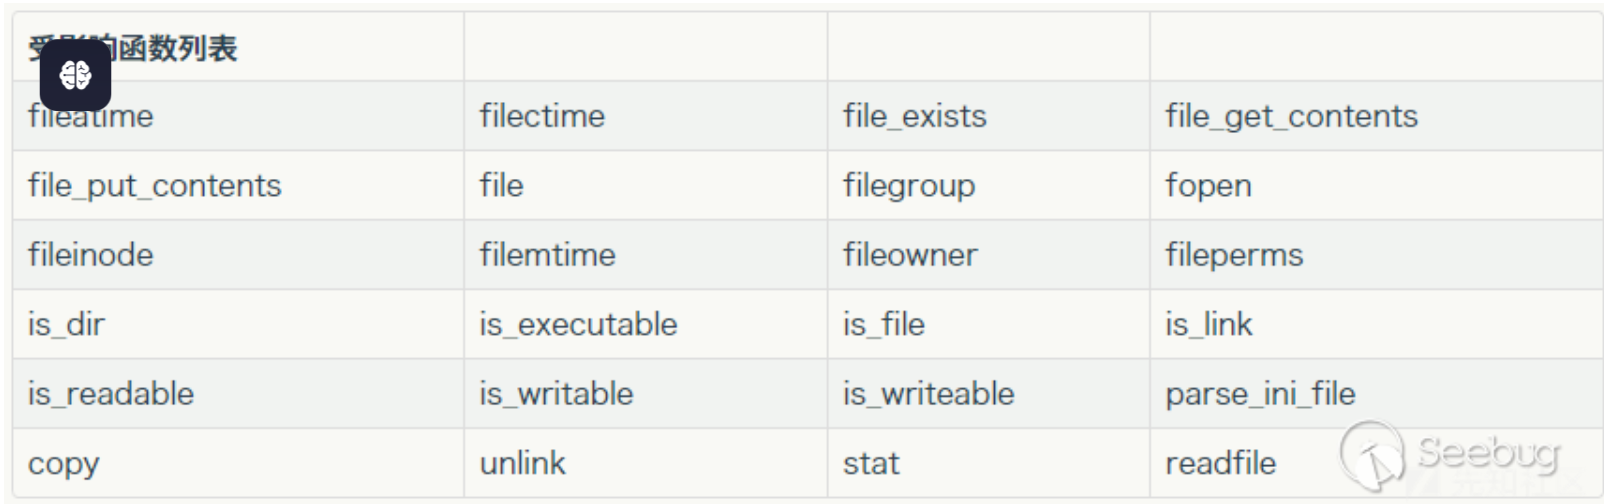 受影响函数列表
fileatime filectime file_exists file_get_contents
file_put_contents file filegroup fopen
fileinode filemtime fileowner fileperms
is_dir is_executable is_file is_link
is_readable is_writable is_writeable parse_ini_file
copy unlink stat readfile
Seebug